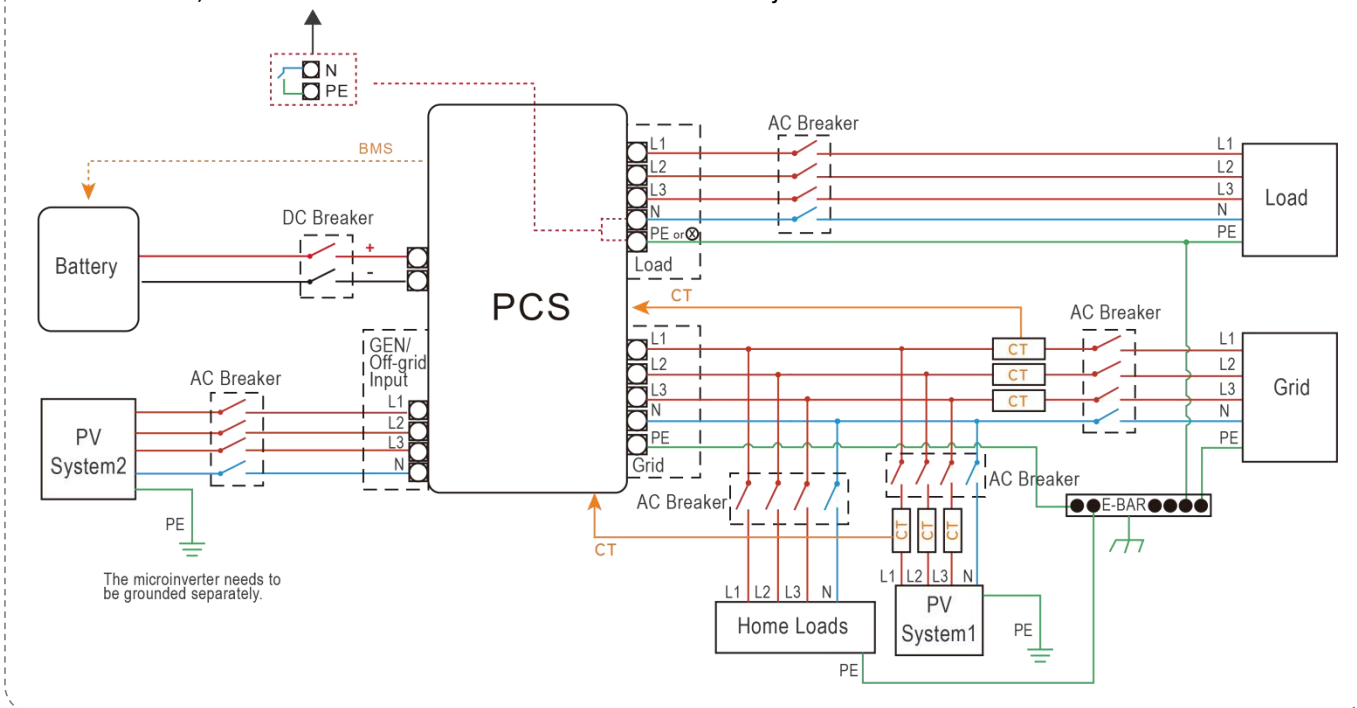 N
PE
BMS
AC Breaker
L1
L2
L3
N
PE or
Load
L1
L2
L3
N
PE
Load
Battery
DC Breaker
+
-
PCS
CT
AC Breaker
GEN/
Off-grid
Input
L1
L2
L3
N
L1
L2
L3
N
PE
Grid
CT
CT
CT
L1
L2
L3
N
PE
Grid
AC Breaker
PV
System2
PE
The microinverter needs to
be grounded separately.
AC Breaker
AC Breaker
E-BAR
CT
CT
CT
CT
L1 L2 L3 N
Home Loads
PE
L1 L2 L3 N
PV
System1
PE